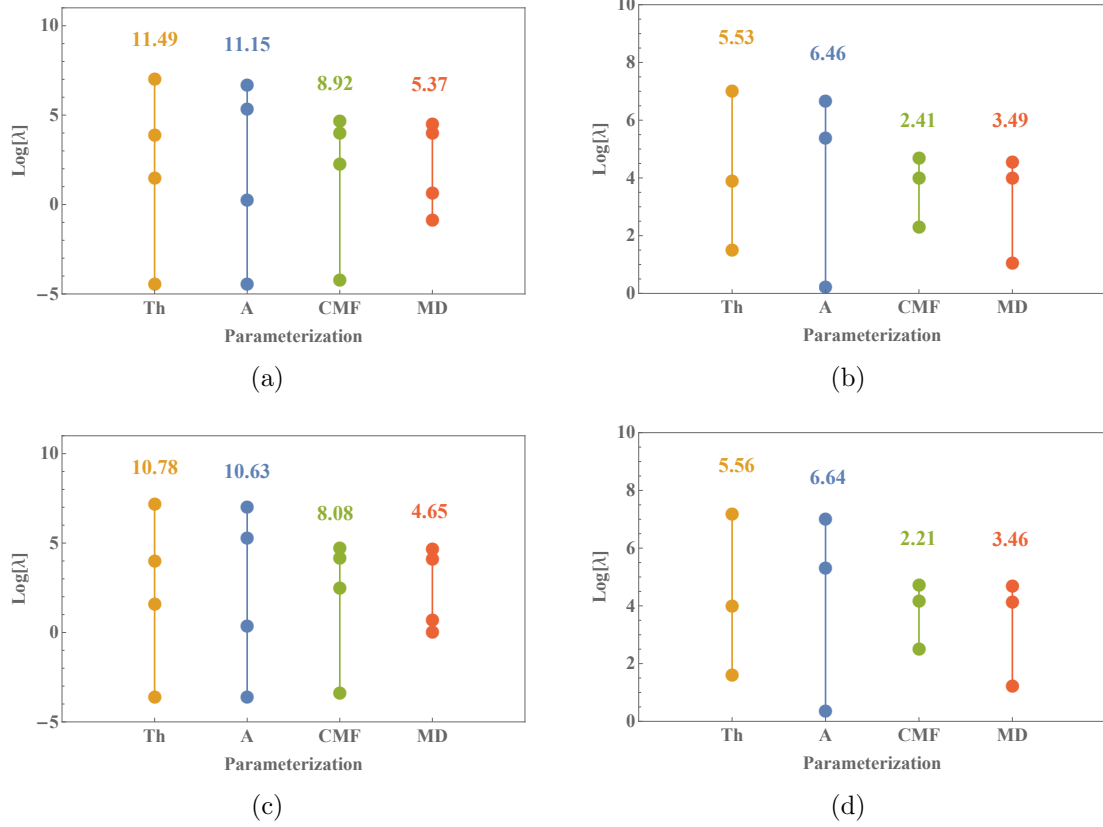 10
5
0
−5
Log[λ]
11.49
11.15
8.92
5.37
Th
A
CMF
MD
Parameterization
(a)
10
8
6
4
2
0
Log[λ]
5.53
6.46
2.41
3.49
Th
A
CMF
MD
Parameterization
(b)
10
5
0
−5
Log[λ]
10.78
10.63
8.08
4.65
Th
A
CMF
MD
Parameterization
(c)
10
8
6
4
2
0
Log[λ]
5.56
6.64
2.21
3.46
Th
A
CMF
MD
Parameterization
(d)